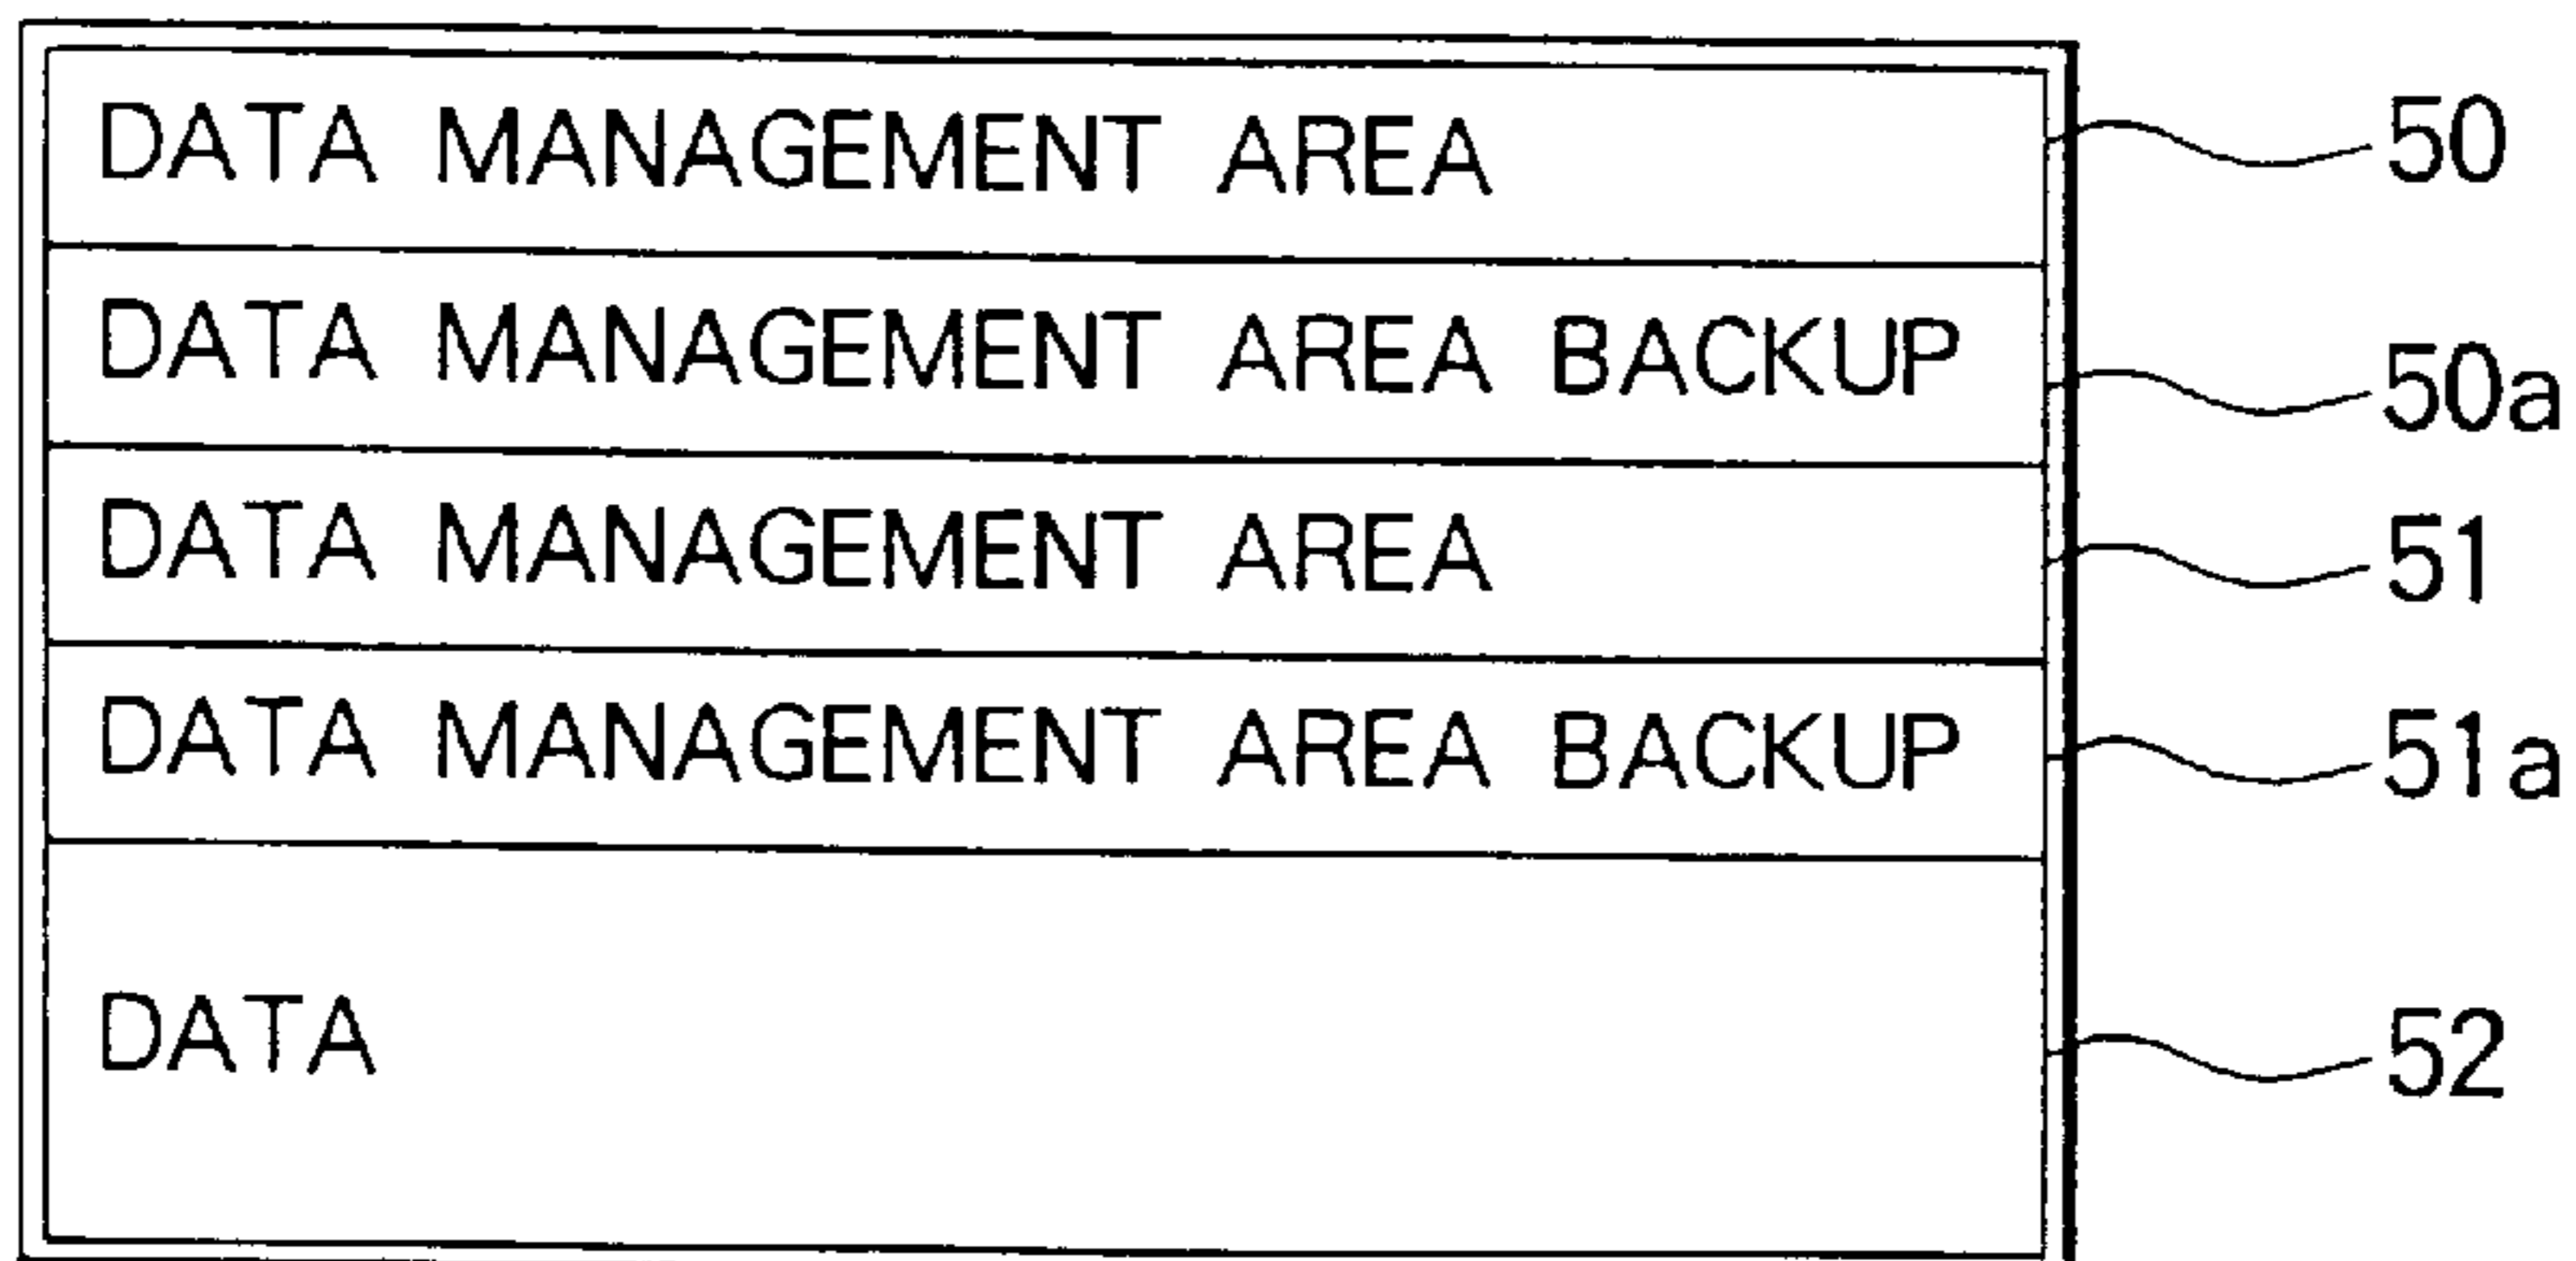 DATA MANAGEMENT AREA 50
DATA MANAGEMENT AREA BACKUP 50a
DATA MANAGEMENT AREA 51
DATA MANAGEMENT AREA BACKUP 51a
DATA 52